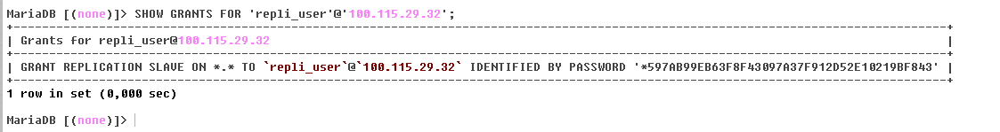 MariaDB [(none)]> SHOW GRANTS FOR 'repli_user'@'100.115.29.32';
+-----------------------------------------------------------------------------------------------------------------------------------+
| Grants for repli_user@100.115.29.32 |
+-----------------------------------------------------------------------------------------------------------------------------------+
| GRANT REPLICATION SLAVE ON *.* TO `repli_user`@`100.115.29.32` IDENTIFIED BY PASSWORD '*597AB99EB63F8F43097A37F912D52E10219BF843' |
+-----------------------------------------------------------------------------------------------------------------------------------+
1 row in set (0,000 sec)
MariaDB [(none)]>